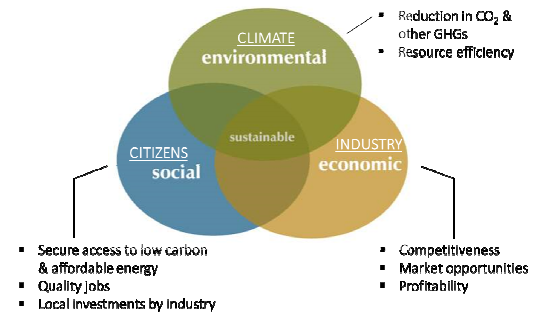 CLIMATE
environmental
▪ Reduction in CO₂ &
other GHGs
▪ Resource efficiency
sustainable
CITIZENS
social
INDUSTRY
economic
▪ Secure access to low carbon
& affordable energy
▪ Quality jobs
▪ Local investments by industry
▪ Competitiveness
▪ Market opportunities
▪ Profitability